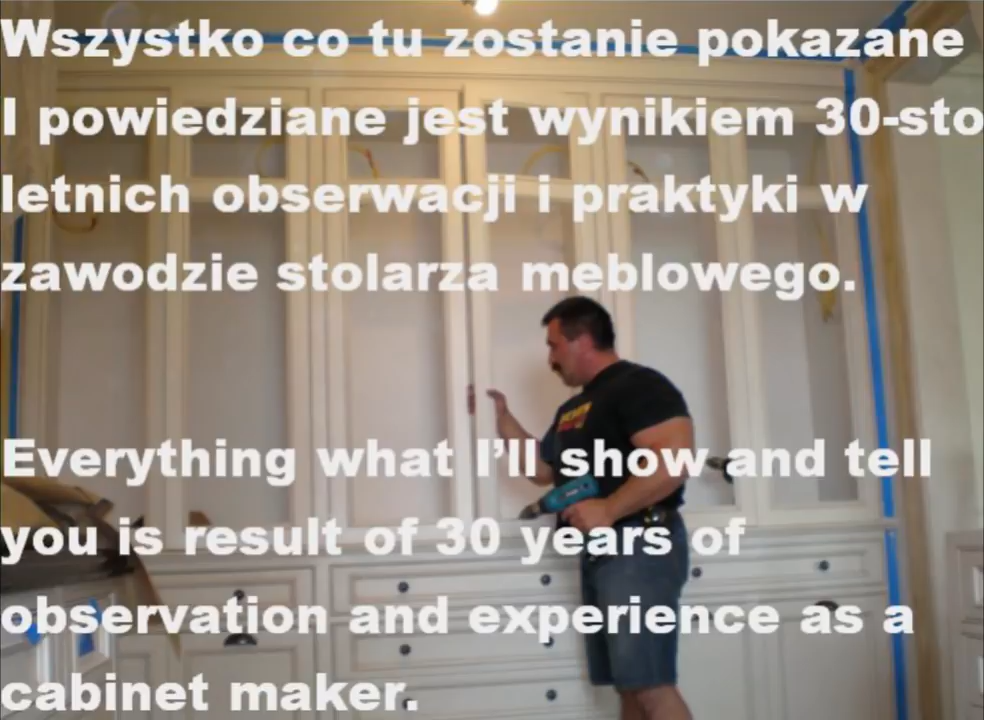 Wszystko co tu zostanie pokazane
I powiedziane jest wynikiem 30-sto
letnich obserwacji i praktyki w
zawodzie stolarza meblowego.
Everything what I’ll show and tell
you is result of 30 years of
observation and experience as a
cabinet maker.